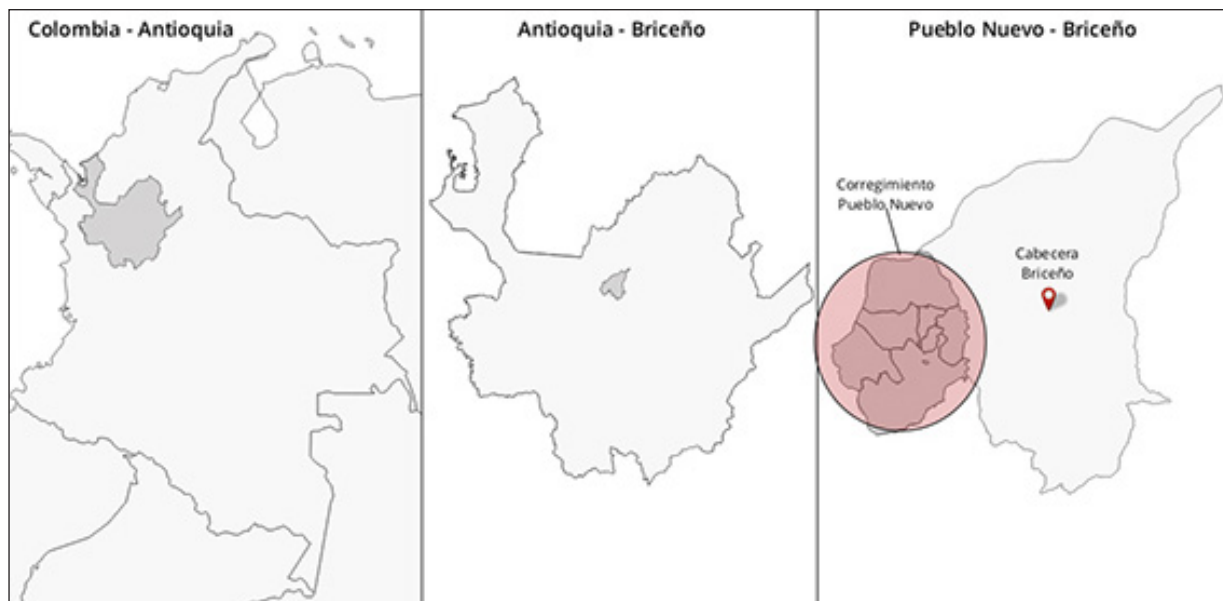 Colombia - Antioquia
Antioquia - Briceño
Pueblo Nuevo - Briceño
Corregimiento
Pueblo Nuevo
Cabecera
Briceño